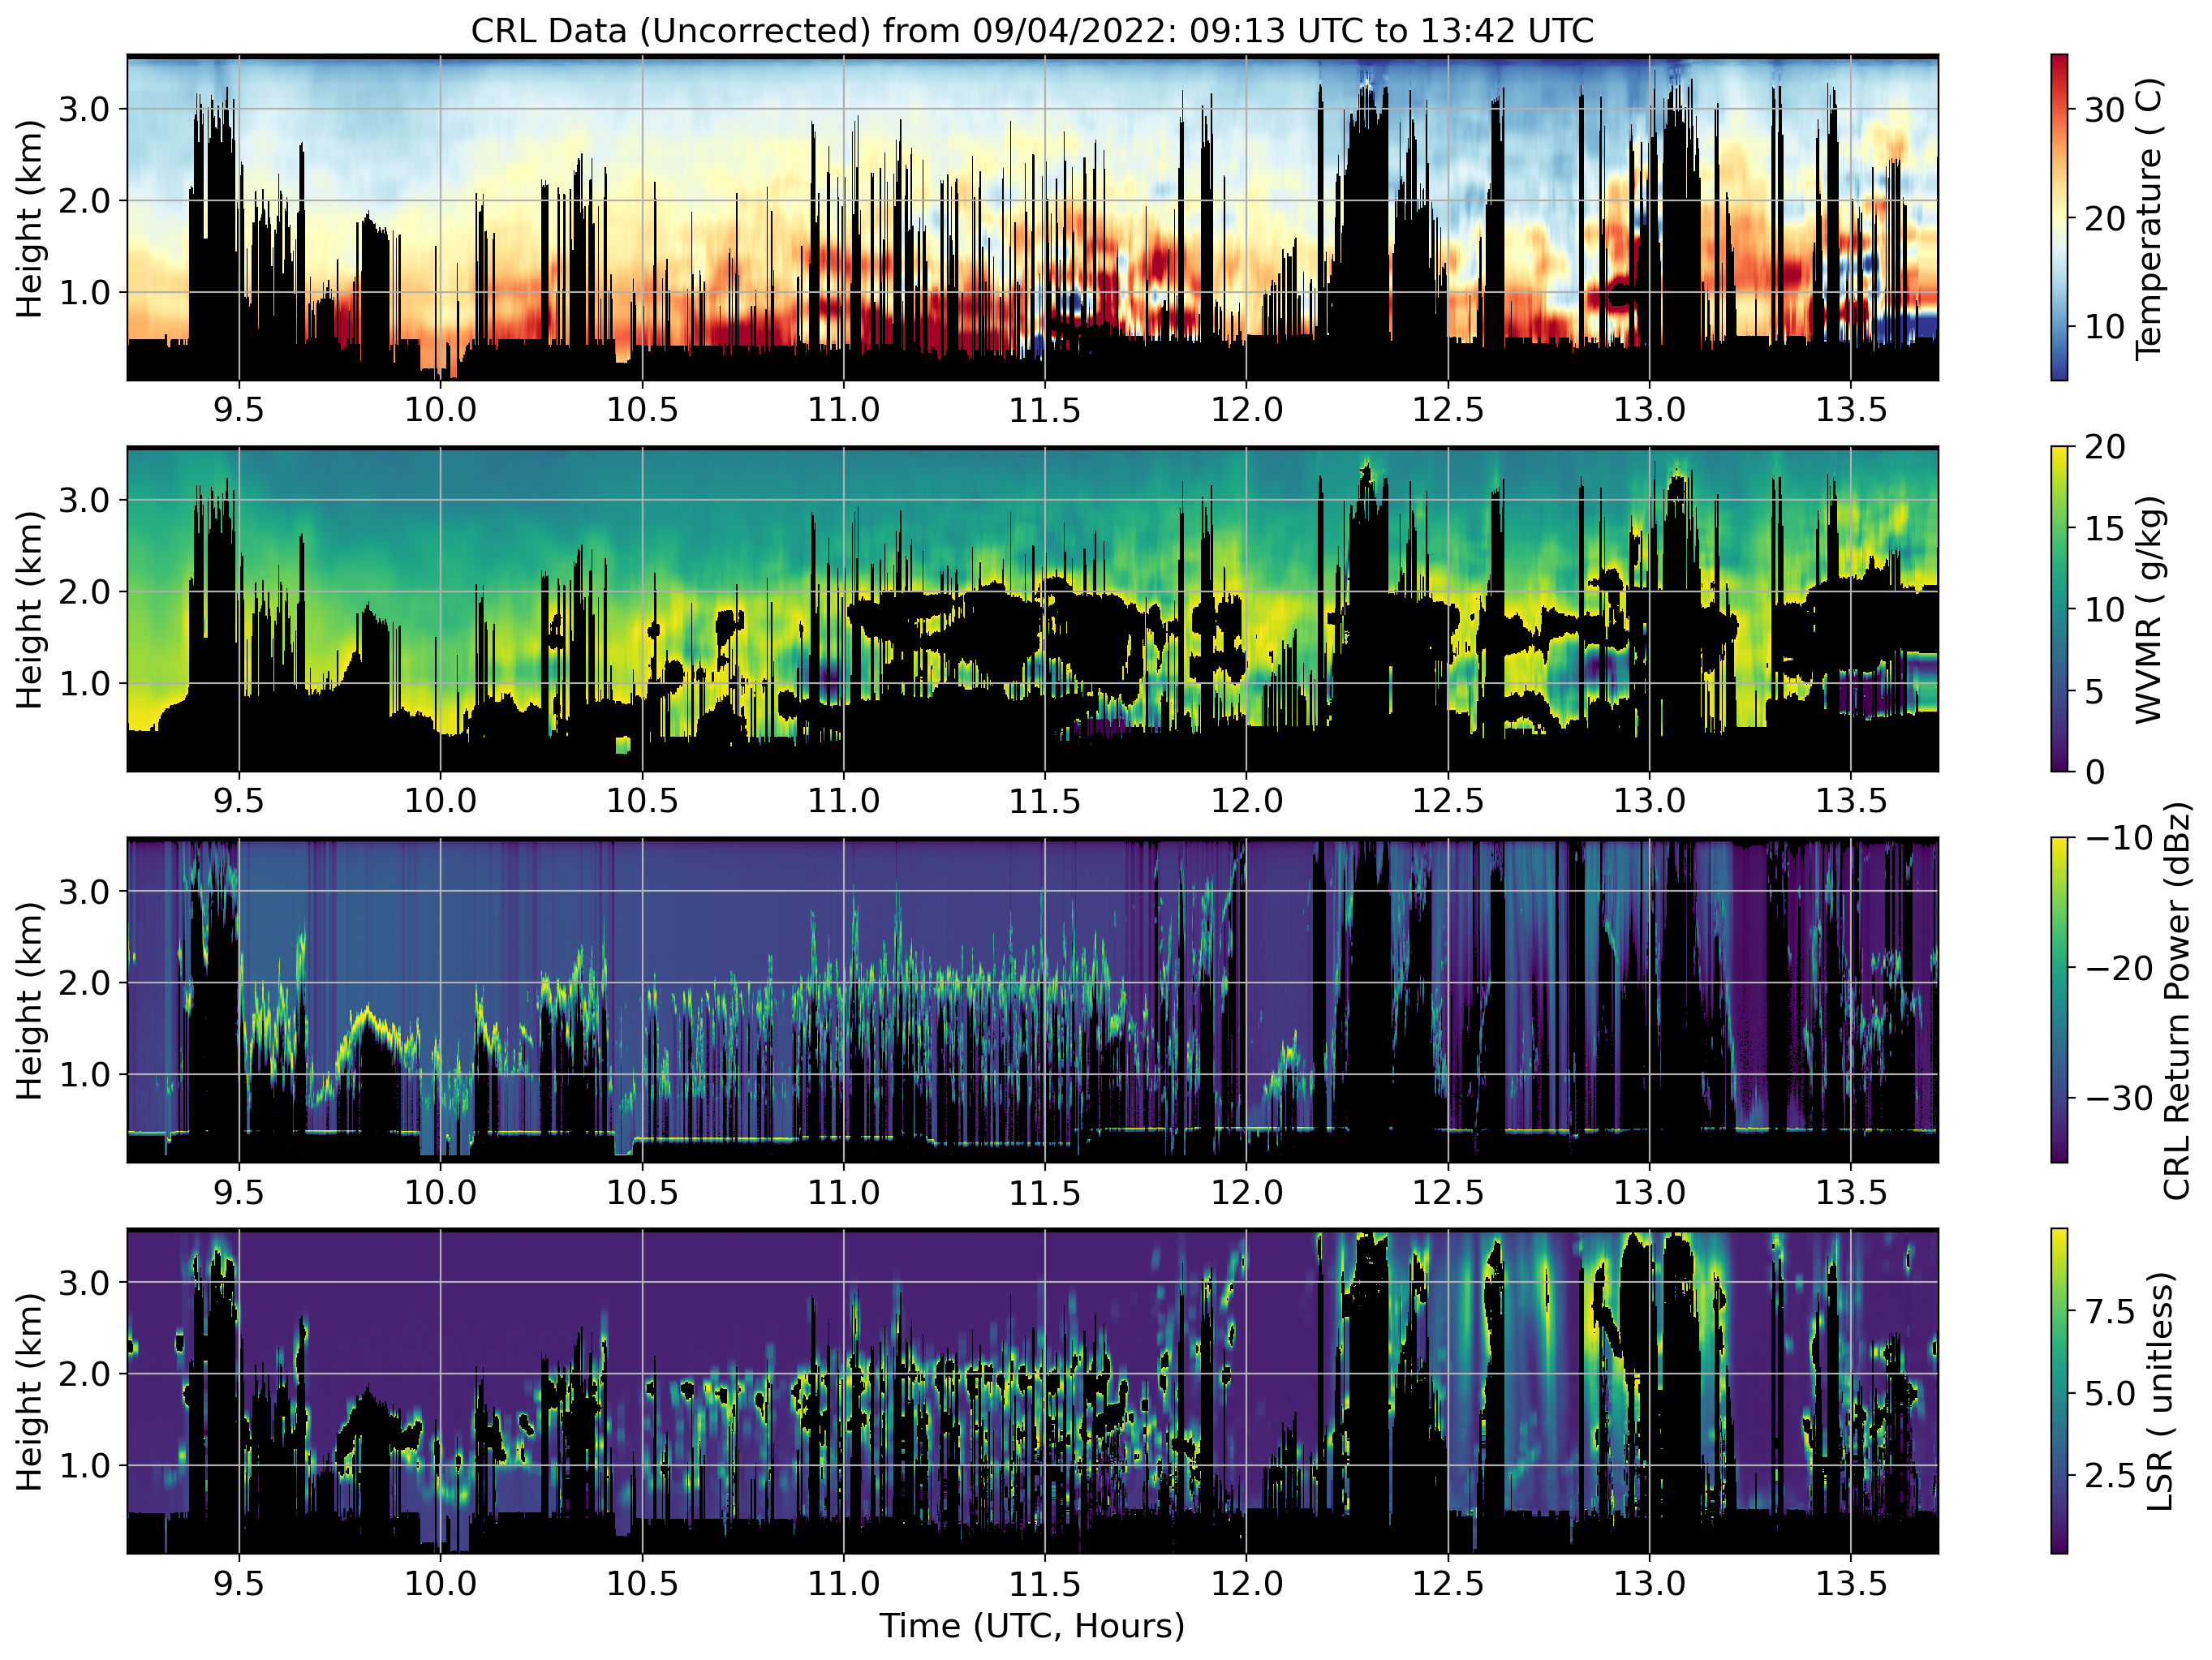 CRL Data (Uncorrected) from 09/04/2022: 09:13 UTC to 13:42 UTC
Height (km)
3.0
2.0
1.0
9.5 10.0 10.5 11.0 11.5 12.0 12.5 13.0 13.5
30
20
10
Temperature ( C)
Height (km)
3.0
2.0
1.0
9.5 10.0 10.5 11.0 11.5 12.0 12.5 13.0 13.5
20
15
10
5
0
WVMR ( g/kg)
Height (km)
3.0
2.0
1.0
9.5 10.0 10.5 11.0 11.5 12.0 12.5 13.0 13.5
−10
−20
−30
CRL Return Power (dBz)
Height (km)
3.0
2.0
1.0
9.5 10.0 10.5 11.0 11.5 12.0 12.5 13.0 13.5
7.5
5.0
2.5
LSR ( unitless)
Time (UTC, Hours)